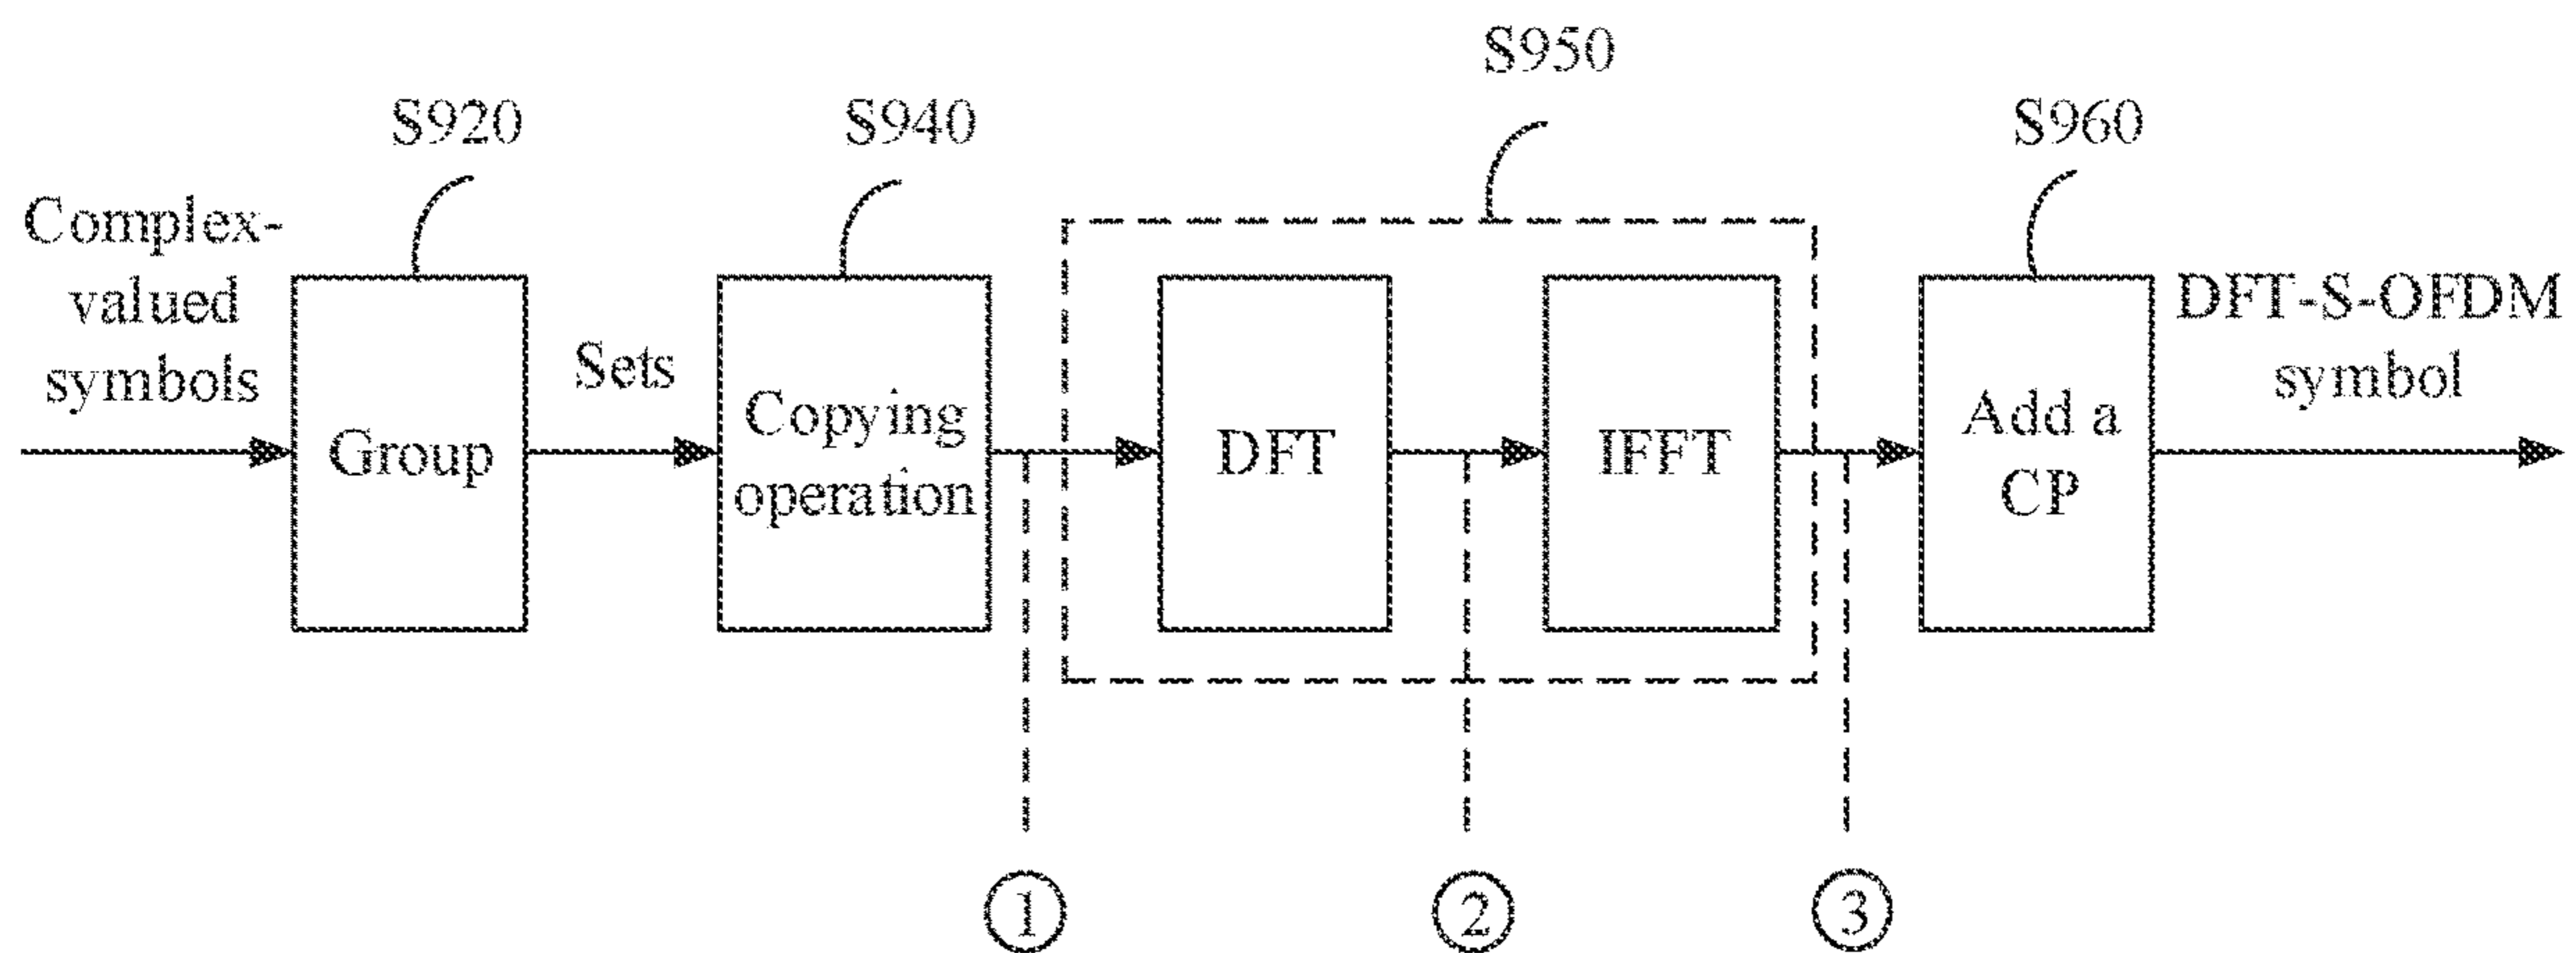 S950
S920
S940
S960
Complex-
valued
symbols
Group
Sets
Copying
operation
DFT
IFFT
Add a
CP
DFT-S-OFDM
symbol
①
②
③